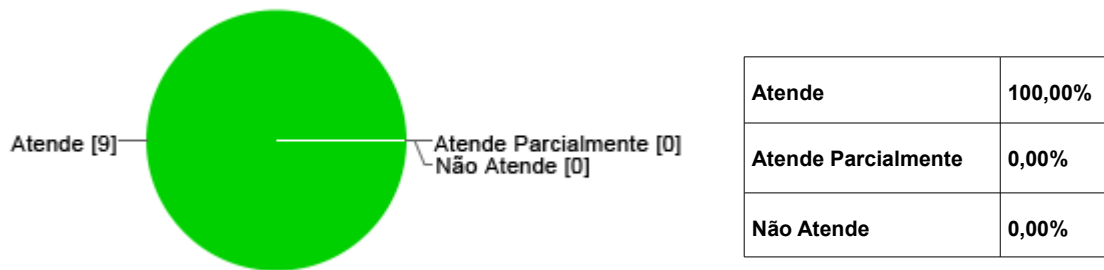 Atende [9]
Atende Parcialmente [0]
Não Atende [0]
Atende 100,00%
Atende Parcialmente 0,00%
Não Atende 0,00%